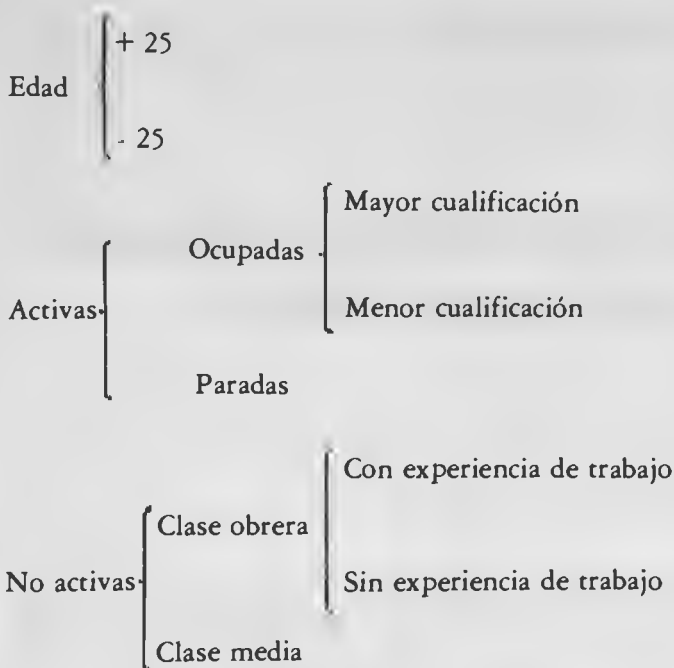 + 25
Edad
- 25
Mayor cualificación
Ocupadas
Activas
Menor cualificación
Paradas
Con experiencia de trabajo
Clase obrera
No activas
Sin experiencia de trabajo
Clase media